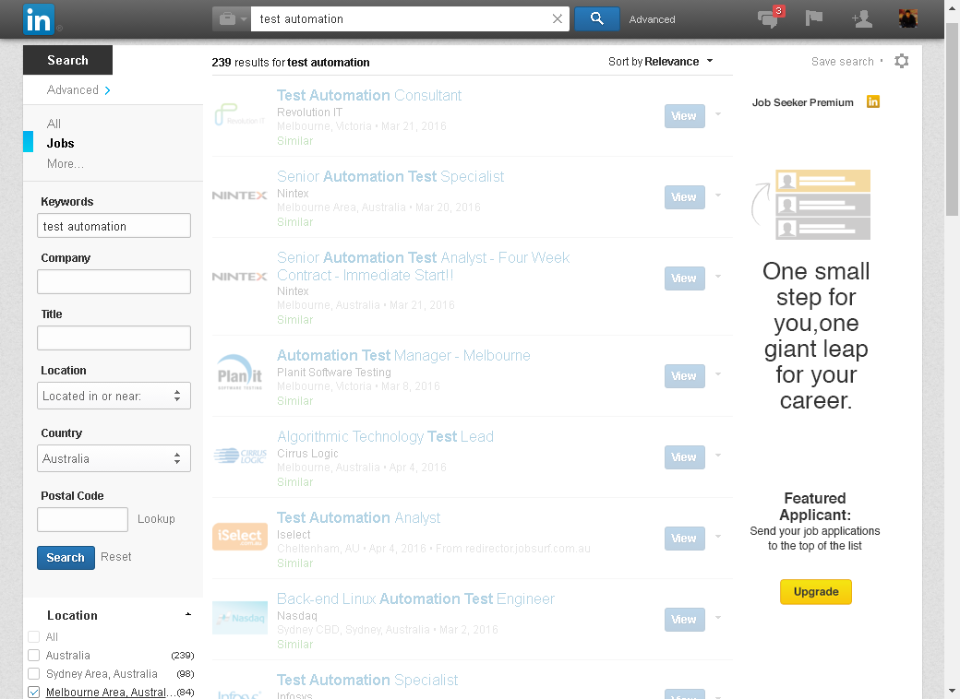 in
test automation
Advanced
3
Search
Advanced
All
Jobs
More...
Keywords
test automation
Company
Title
Location
Located in or near:
Country
Australia
Postal Code
Lookup
Search
Reset
Location
All
Australia (239)
Sydney Area, Australia (98)
Melbourne Area, Austral... (84)
239 results for test automation
Sort by Relevance
Save search
Revolution IT
Test Automation Consultant
Revolution IT
Melbourne, Victoria • Mar 21, 2016
Similar
View
NINTEX
Senior Automation Test Specialist
Nintex
Melbourne Area, Australia • Mar 20, 2016
Similar
View
NINTEX
Senior Automation Test Analyst - Four Week
Contract - Immediate Start!!
Nintex
Melbourne, Australia • Mar 21, 2016
Similar
View
Planit
SOFTWARE TESTING
Automation Test Manager - Melbourne
Planit Software Testing
Melbourne, Victoria • Mar 8, 2016
Similar
View
CIRRUS
LOGIC
Algorithmic Technology Test Lead
Cirrus Logic
Melbourne, Australia • Apr 4, 2016
Similar
View
iSelect
.com.au
Test Automation Analyst
Iselect
Cheltenham, AU • Apr 4, 2016 • From redirector.jobsurf.com.au
Similar
View
Nasdaq
Back-end Linux Automation Test Engineer
Nasdaq
Sydney CBD, Sydney, Australia • Mar 2, 2016
Similar
View
Infosys
Test Automation Specialist
Infosys
View
Job Seeker Premium in
One small
step for
you,one
giant leap
for your
career.
Featured
Applicant:
Send your job applications
to the top of the list
Upgrade